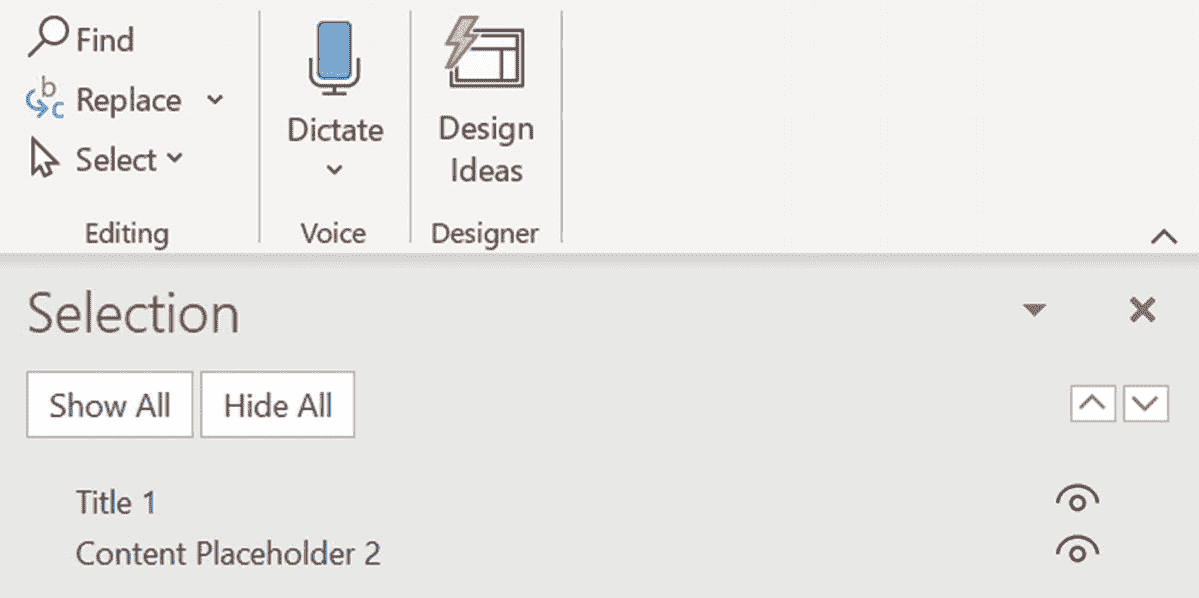 Find
Replace
Select
Editing
Dictate
Voice
Design
Ideas
Designer
Selection
Show All
Hide All
Title 1
Content Placeholder 2